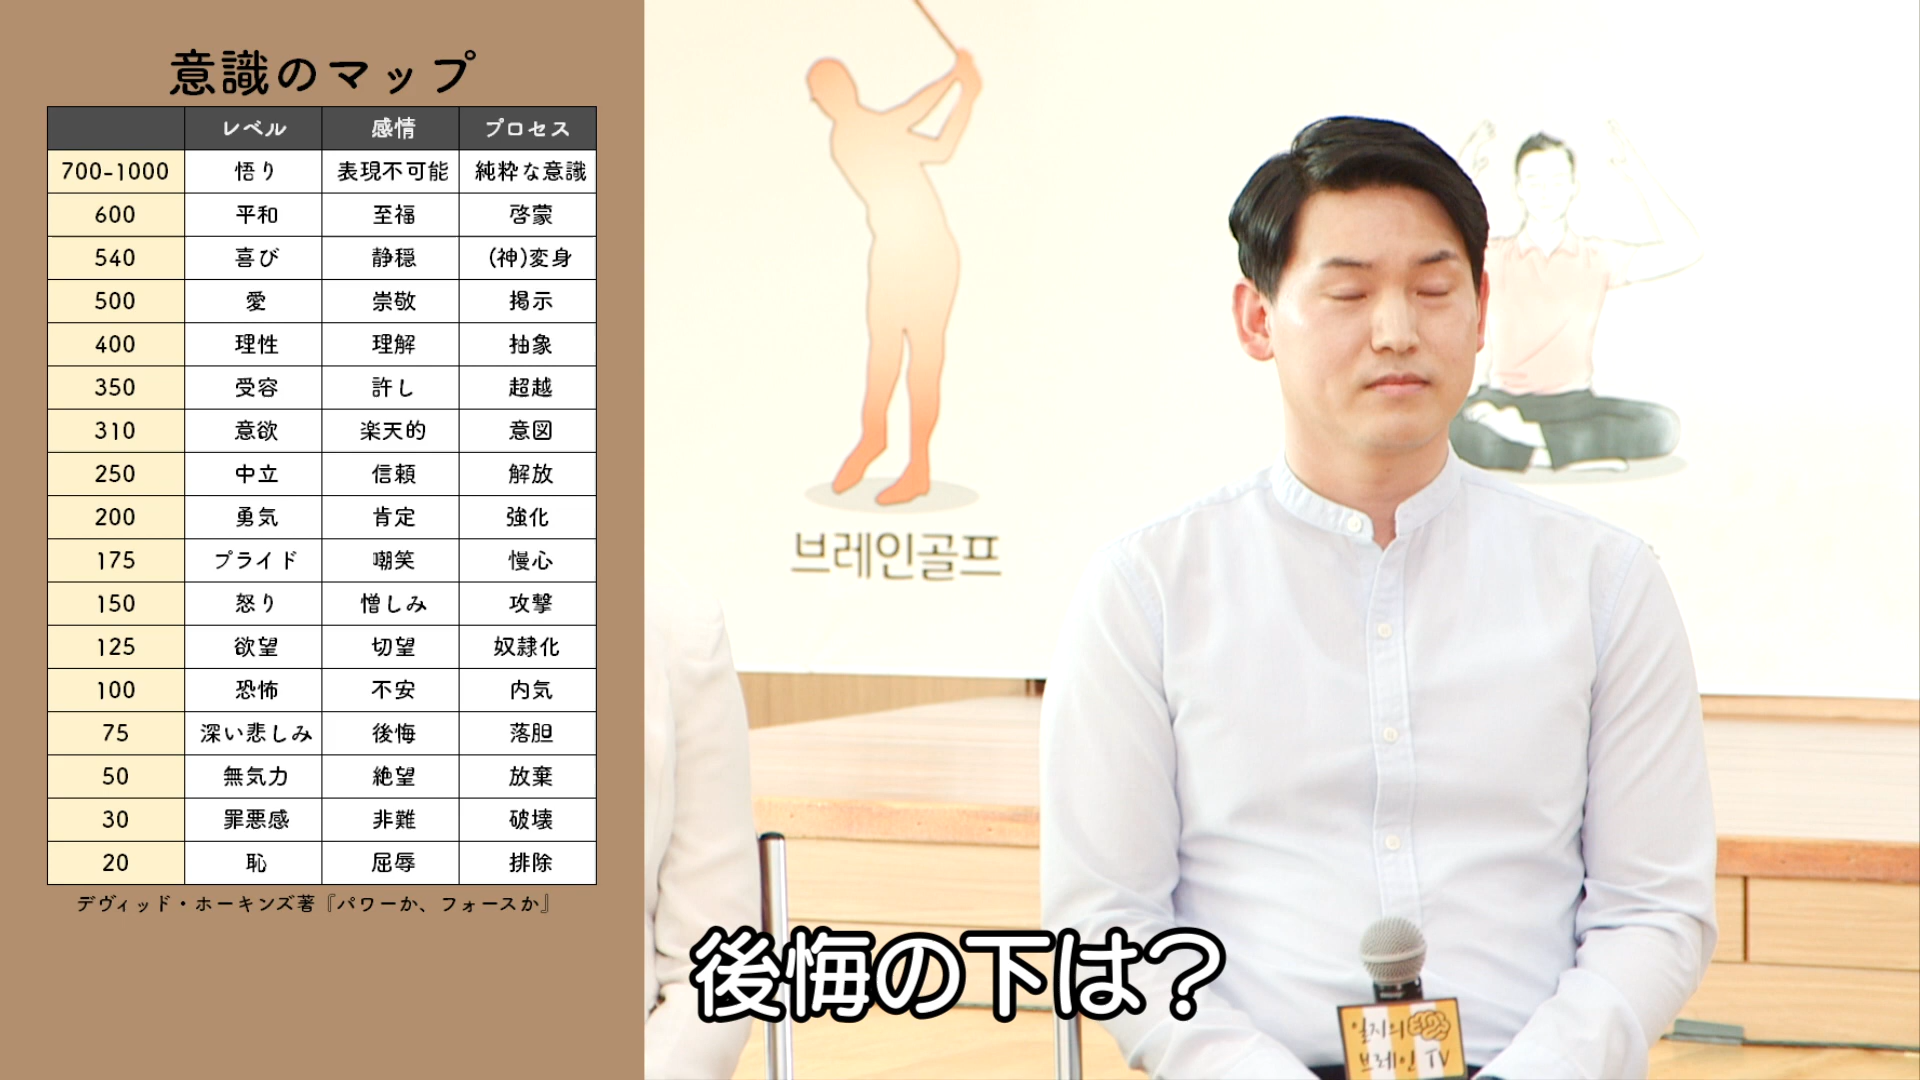 意識のマップ
レベル 感情 プロセス
700-1000 悟り 表現不可能 純粋な意識
600 平和 至福 啓蒙
540 喜び 静穏 (神)変身
500 愛 崇敬 掲示
400 理性 理解 抽象
350 受容 許し 超越
310 意欲 楽天的 意図
250 中立 信頼 解放
200 勇気 肯定 強化
175 プライド 嘲笑 慢心
150 怒り 憎しみ 攻撃
125 欲望 切望 奴隷化
100 恐怖 不安 内気
75 深い悲しみ 後悔 落胆
50 無気力 絶望 放棄
30 罪悪感 非難 破壊
20 恥 屈辱 排除
デヴィッド・ホーキンズ著『パワーか、フォースか』
브레인골프
後悔の下は?
일지의
브레인 TV